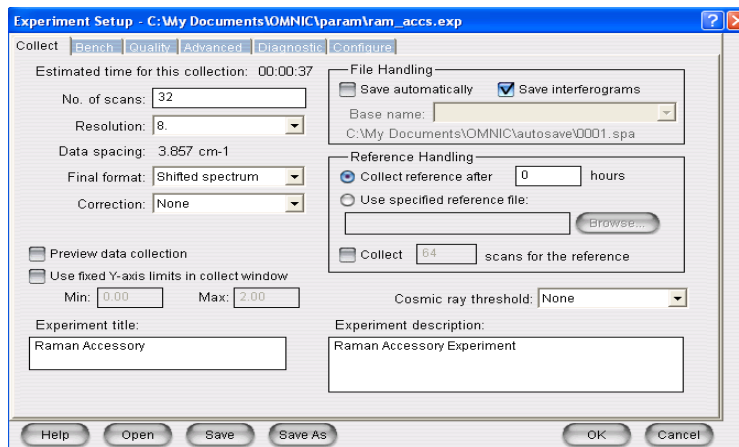 Experiment Setup - C:\My Documents\OMNIC\param\ram_accs.exp
Collect Bench Quality Advanced Diagnostic Configure
Estimated time for this collection: 00:00:37
No. of scans: 32
Resolution: 8.
Data spacing: 3.857 cm-1
Final format: Shifted spectrum
Correction: None
Preview data collection
Use fixed Y-axis limits in collect window
Min: 0.00 Max: 2.00
Experiment title:
Raman Accessory
File Handling
Save automatically Save interferograms
Base name:
C:\My Documents\OMNIC\autosave\0001.spa
Reference Handling
Collect reference after 0 hours
Use specified reference file:
Browse...
Collect 64 scans for the reference
Cosmic ray threshold: None
Experiment description:
Raman Accessory Experiment
Help Open Save Save As OK Cancel